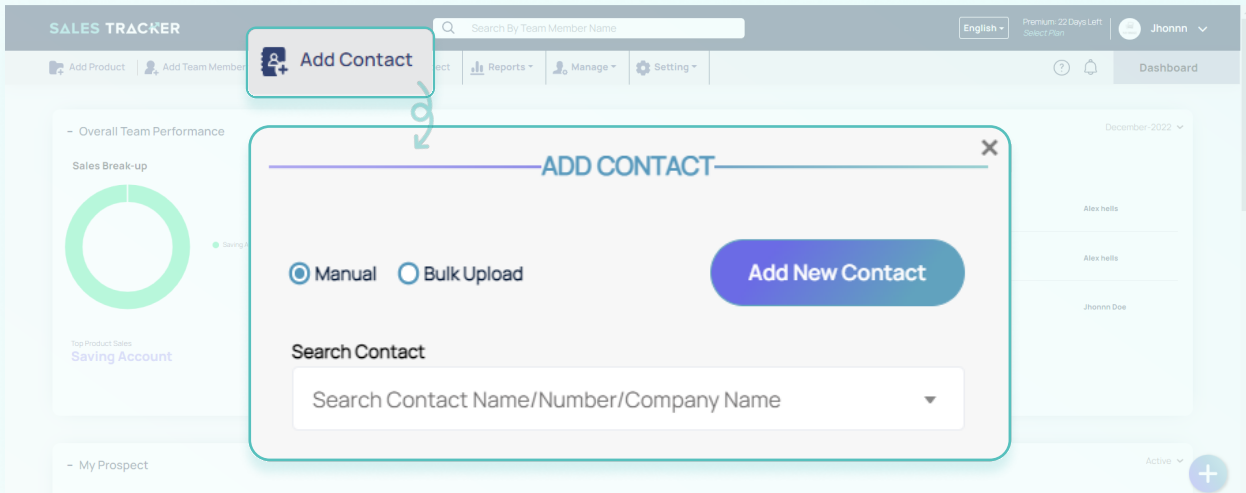 SALES TRACKER
Search By Team Member Name
English
Premium: 22 Days Left
Select Plan
Jhonnn
Add Product
Add Team Member
Add Contact
ect
Reports
Manage
Setting
Dashboard
Overall Team Performance
December-2022
Sales Break-up
Saving
Top Product Sales
Saving Account
Alex hells
Alex hells
Jhonnn Doe
ADD CONTACT
Manual
Bulk Upload
Add New Contact
Search Contact
Search Contact Name/Number/Company Name
My Prospect
Active